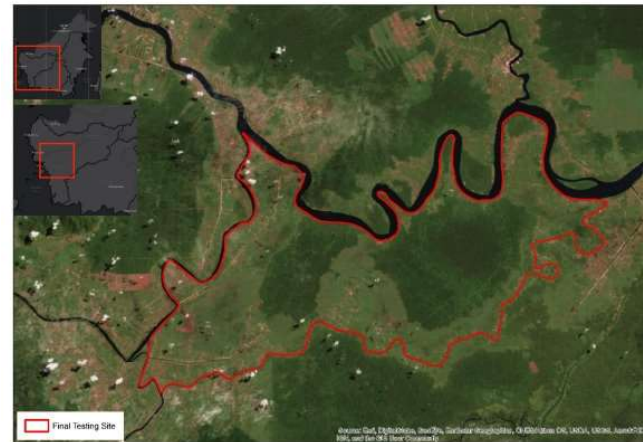 Final Testing Site
Source: Esri, DigitalGlobe, GeoEye, Earthstar Geographics, CNES/Airbus DS, USDA, USGS, AeroGRID,
IGN, and the GIS User Community